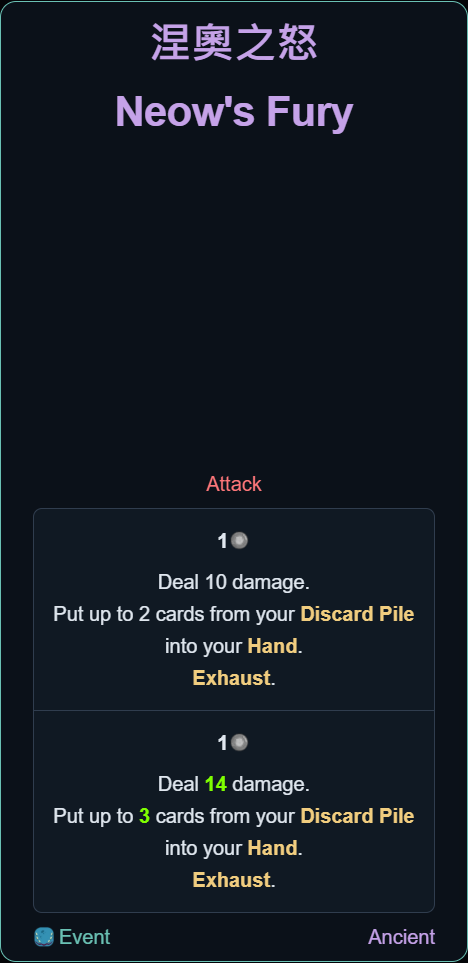 涅奧之怒
Neow's Fury
Attack
1
Deal 10 damage.
Put up to 2 cards from your Discard Pile
into your Hand.
Exhaust.
1
Deal 14 damage.
Put up to 3 cards from your Discard Pile
into your Hand.
Exhaust.
Event
Ancient